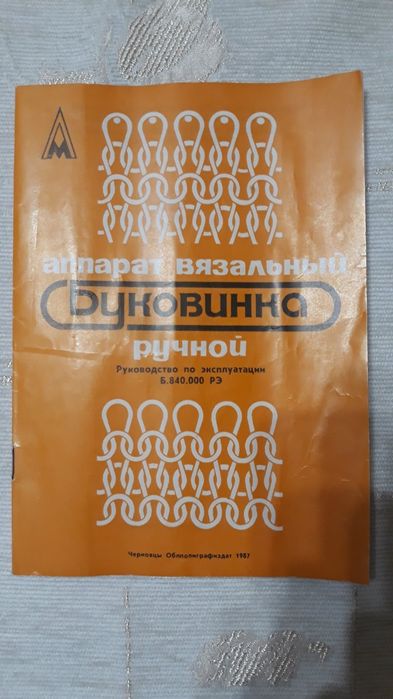 аппарат вязальный
Буковинка
ручной
Руководство по эксплуатации
Б.840.000 РЭ
Черновцы Облполиграфиздат 1987